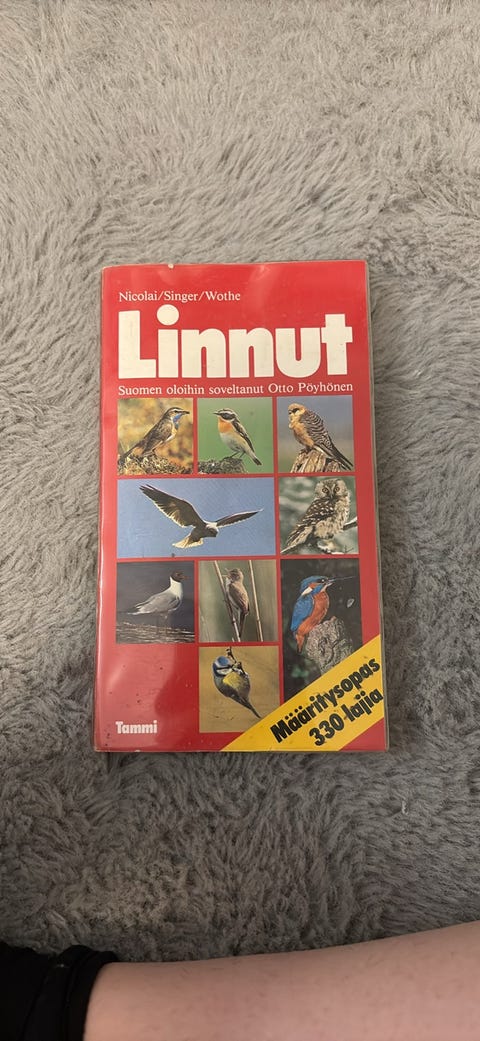 Nicolai/Singer/Wothe
Linnut
Suomen oloihin soveltanut Otto Pöyhönen
Määritysopas
330 lajia
Tammi